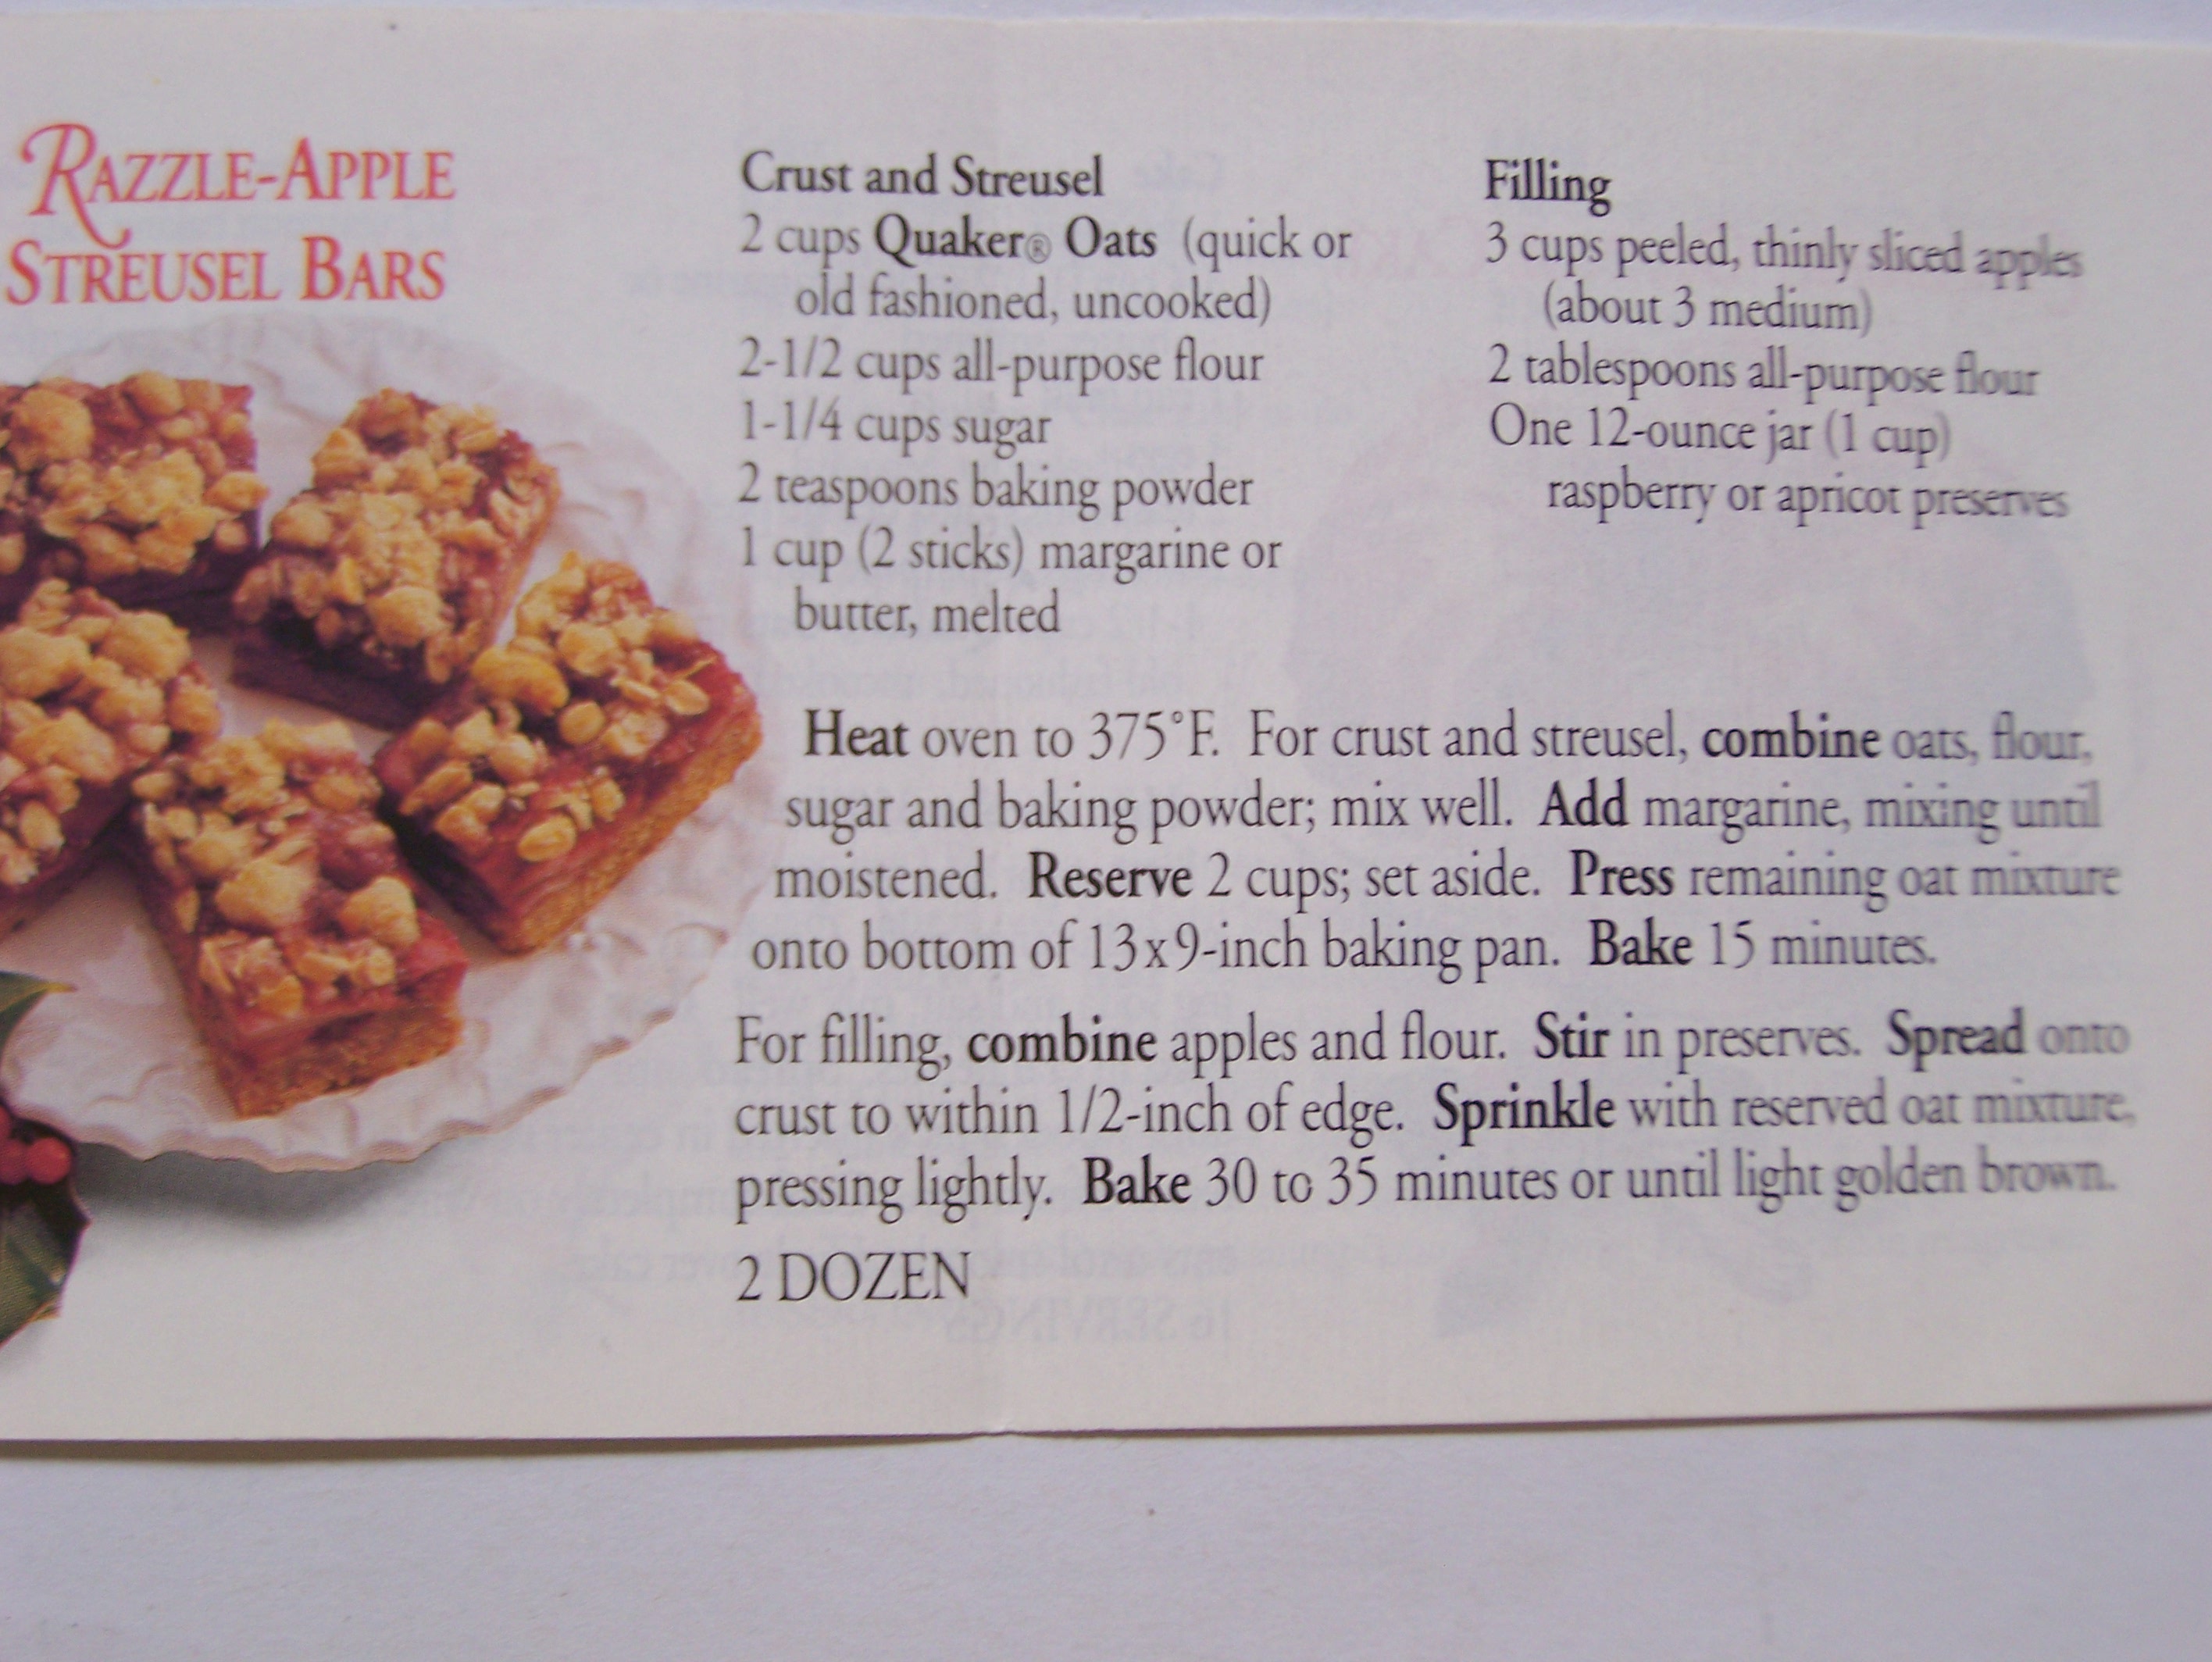 RAZZLE-APPLE
STREUSEL BARS
Crust and Streusel
2 cups Quaker® Oats (quick or
old fashioned, uncooked)
2-1/2 cups all-purpose flour
1-1/4 cups sugar
2 teaspoons baking powder
1 cup (2 sticks) margarine or
butter, melted
Filling
3 cups peeled, thinly sliced apples
(about 3 medium)
2 tablespoons all-purpose flour
One 12-ounce jar (1 cup)
raspberry or apricot preserves
Heat oven to 375°F. For crust and streusel, combine oats, flour,
sugar and baking powder; mix well. Add margarine, mixing until
moistened. Reserve 2 cups; set aside. Press remaining oat mixture
onto bottom of 13x9-inch baking pan. Bake 15 minutes.
For filling, combine apples and flour. Stir in preserves. Spread onto
crust to within 1/2-inch of edge. Sprinkle with reserved oat mixture,
pressing lightly. Bake 30 to 35 minutes or until light golden brown.
2 DOZEN